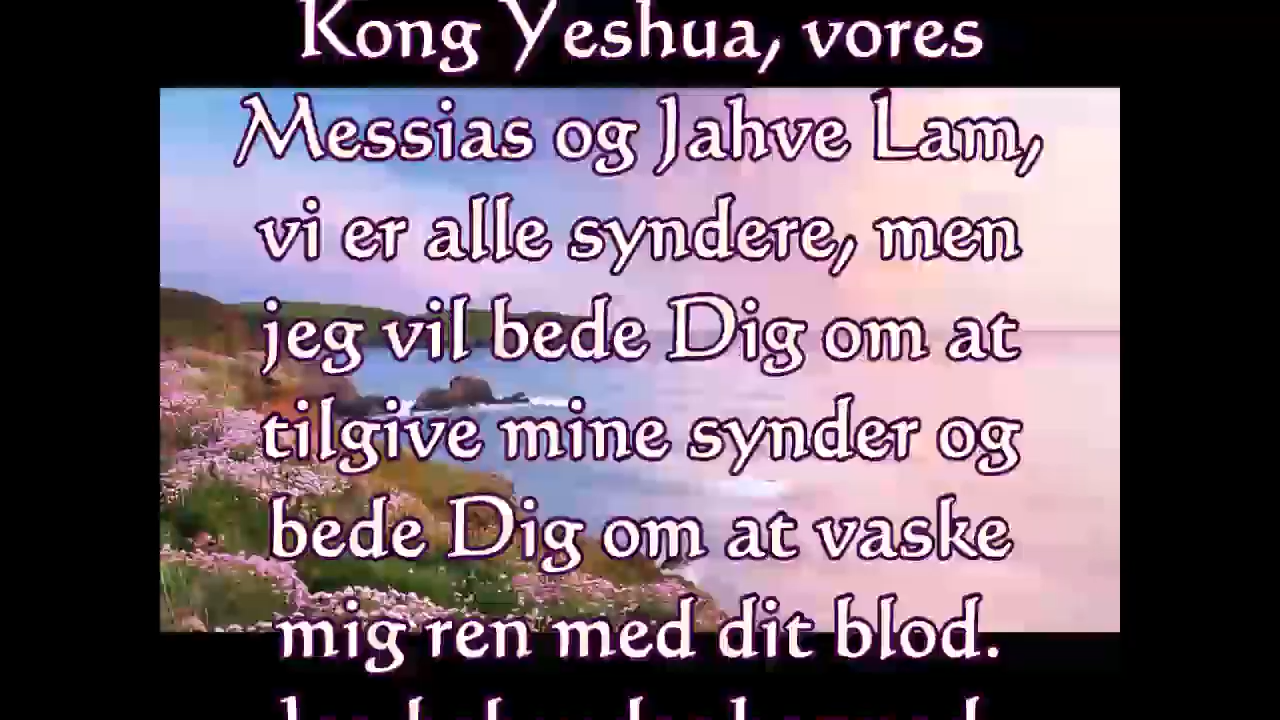 Kong Yeshua, vores
Messias og Jahve Lam,
vi er alle syndere, men
jeg vil bede Dig om at
tilgive mine synder og
bede Dig om at vaske
mig ren med dit blod.